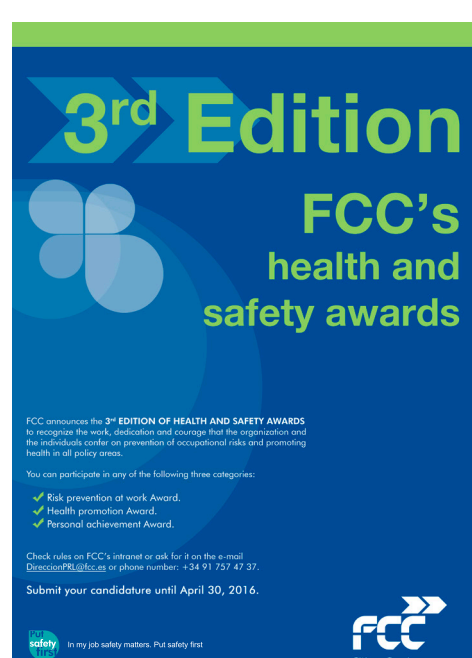 3rd Edition
FCC's
health and
safety awards
FCC announces the 3rd EDITION OF HEALTH AND SAFETY AWARDS
to recognize the work, dedication and courage that the organization and
the individuals confer on prevention of occupational risks and promoting
health in all policy areas.
You can participate in any of the following three categories:
Risk prevention at work Award.
Health promotion Award.
Personal achievement Award.
Check rules on FCC's intranet or ask for it on the e-mail
DireccionPRL@fcc.es or phone number: +34 91 757 47 37.
Submit your candidature until April 30, 2016.
Put
safety
first
In my job safety matters. Put safety first
FCC